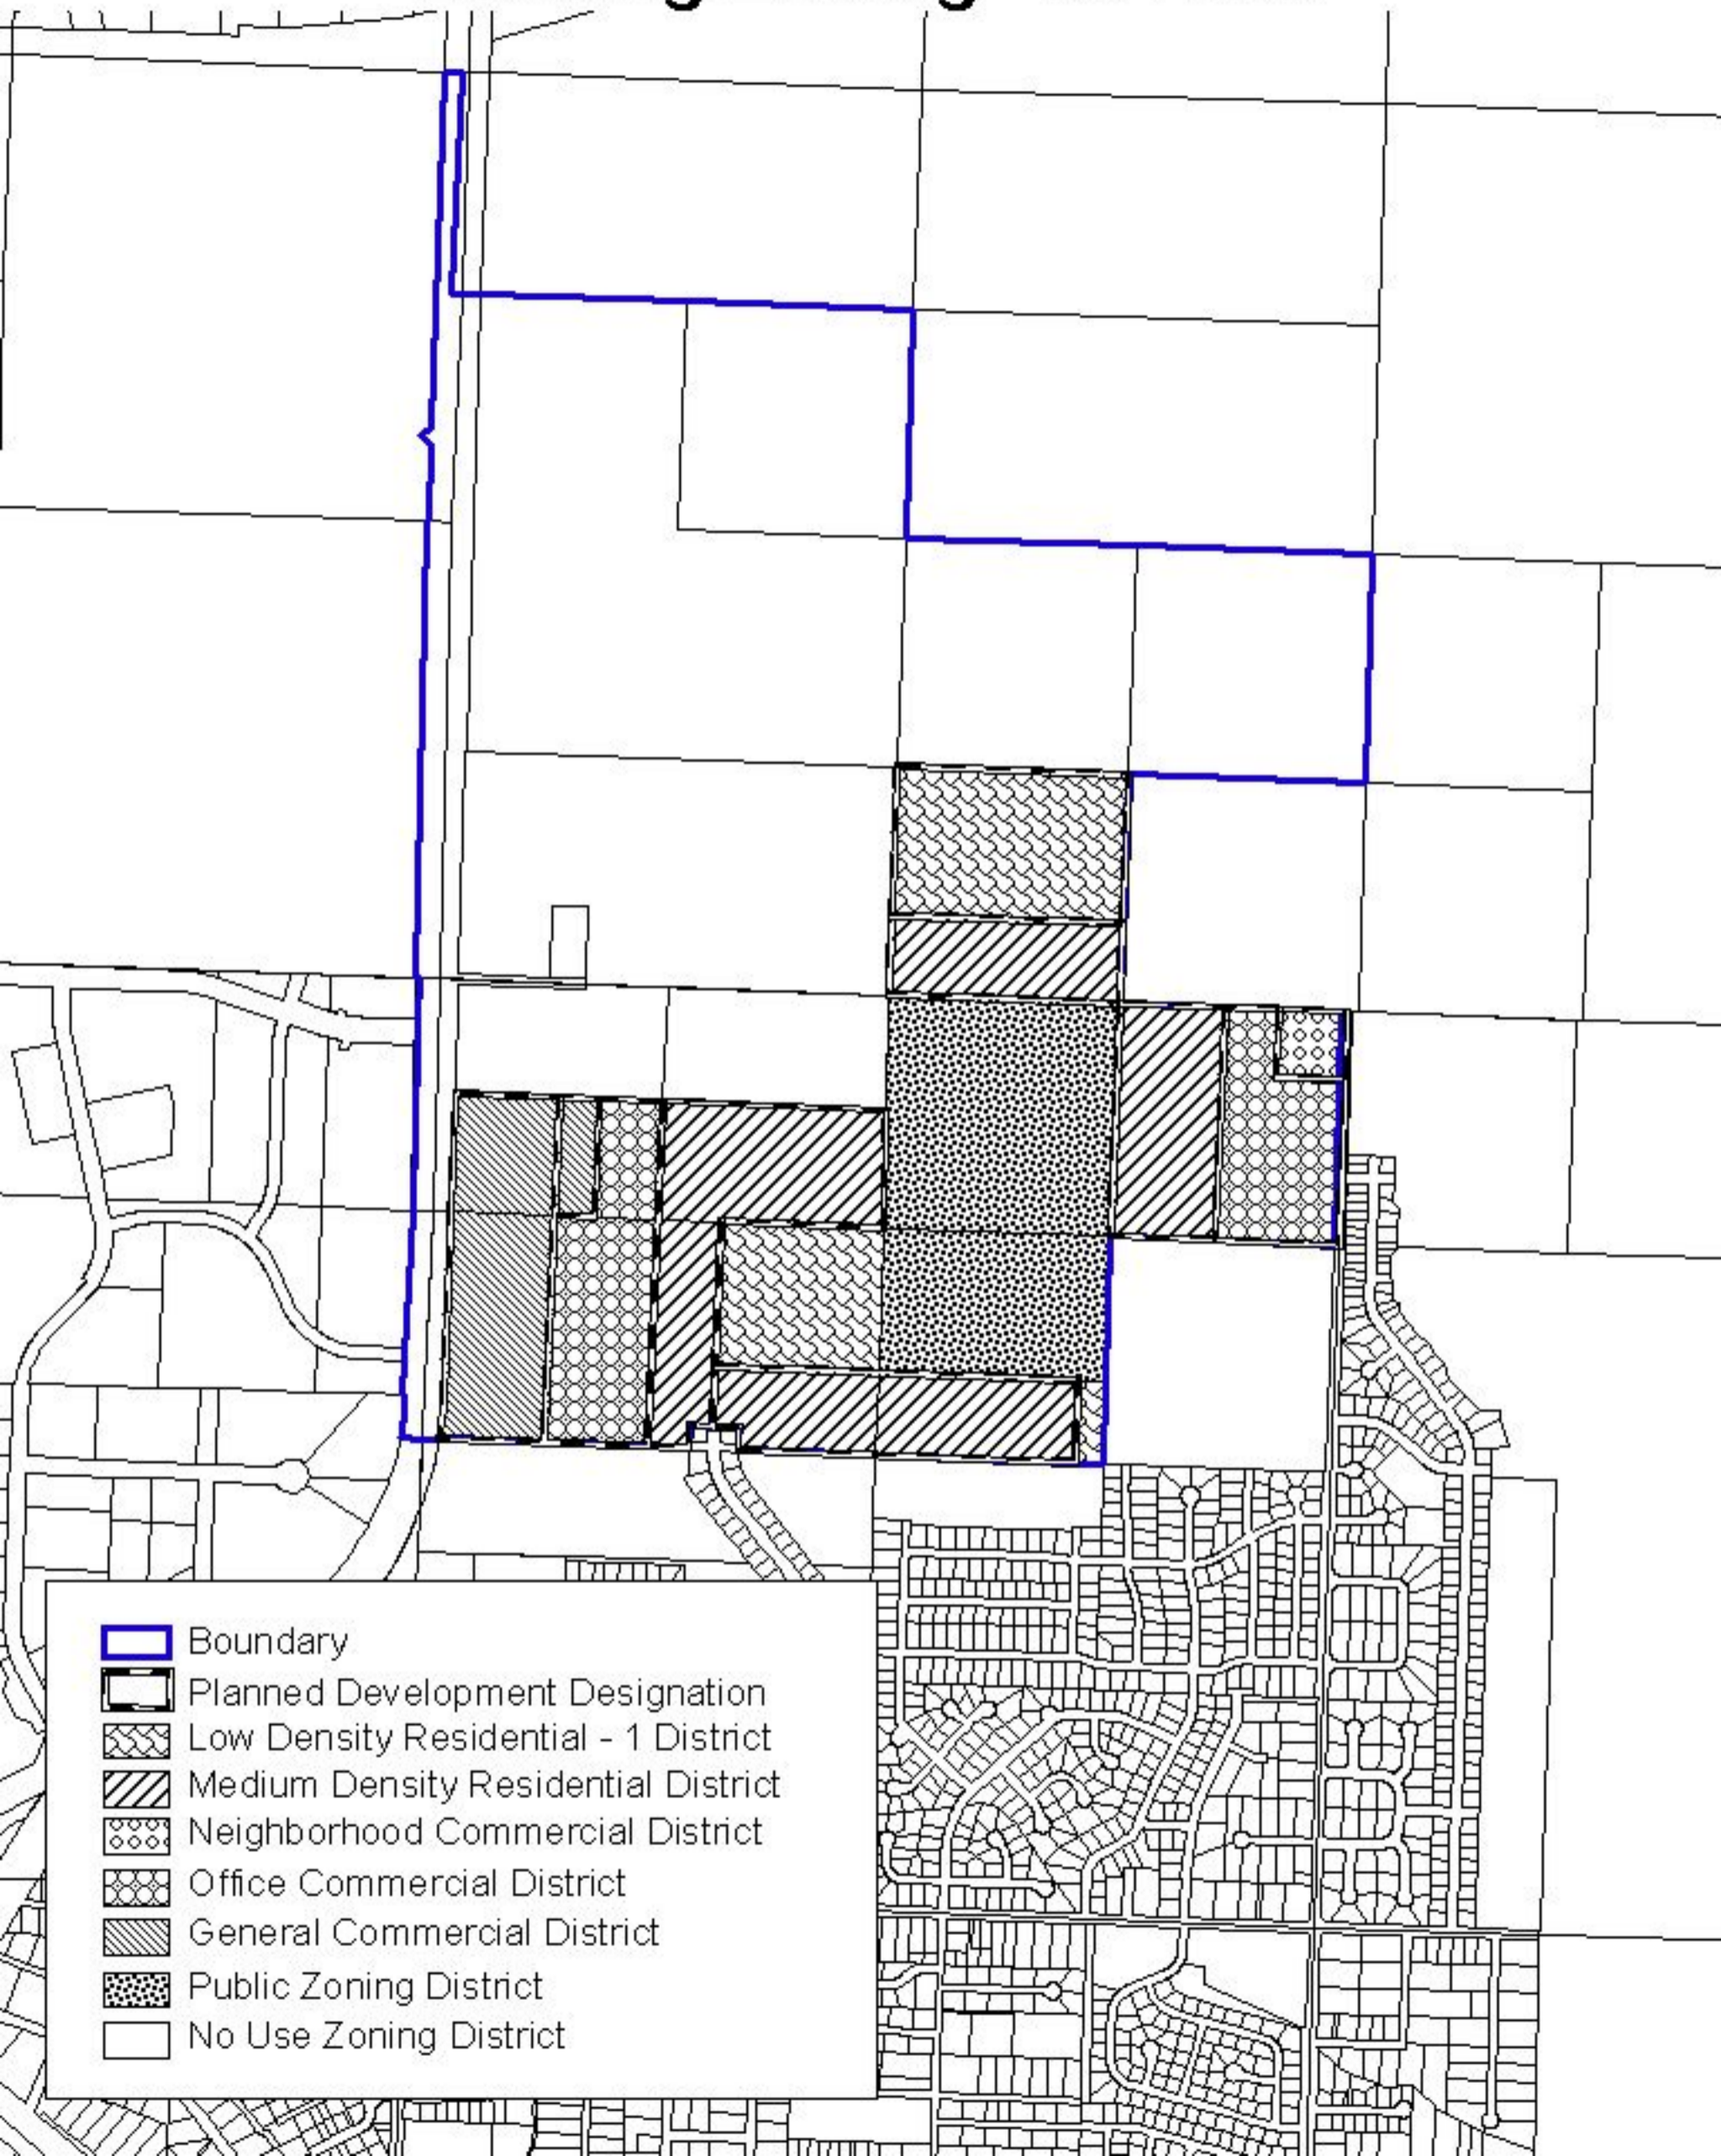 Boundary
Planned Development Designation
Low Density Residential - 1 District
Medium Density Residential District
Neighborhood Commercial District
Office Commercial District
General Commercial District
Public Zoning District
No Use Zoning District